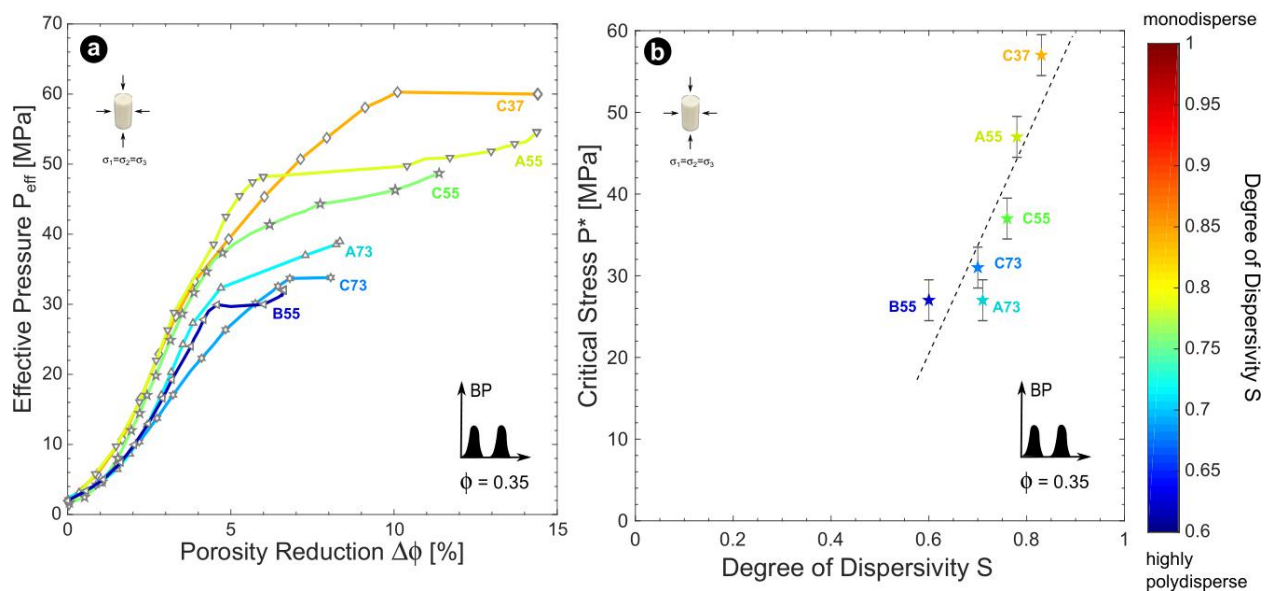 a
70
60
50
40
30
20
10
0
0
5
10
15
Effective Pressure P_eff [MPa]
Porosity Reduction Δϕ [%]
σ₁=σ₂=σ₃
C37
A55
C55
A73
C73
B55
BP
ϕ = 0.35
b
60
50
40
30
20
10
0
0
0.2
0.4
0.6
0.8
1
Critical Stress P* [MPa]
Degree of Dispersivity S
σ₁=σ₂=σ₃
C37
A55
C55
C73
B55
A73
BP
ϕ = 0.35
monodisperse
1
0.95
0.9
0.85
0.8
0.75
0.7
0.65
0.6
Degree of Dispersivity S
highly
polydisperse